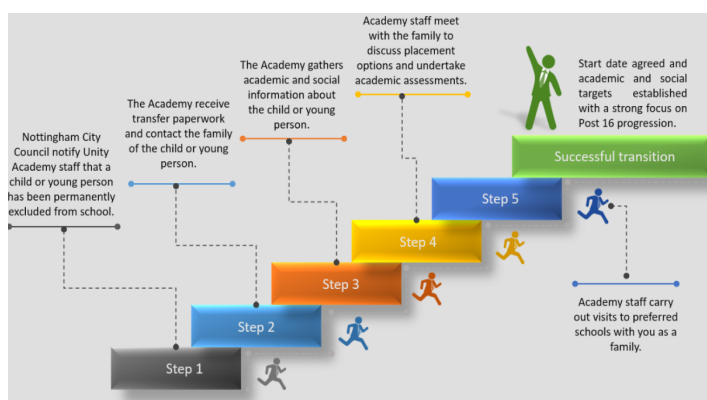 Nottingham City
Council notify Unity
Academy staff that a
child or young person
has been permanently
excluded from school.
Step 1
The Academy receive
transfer paperwork
and contact the family
of the child or young
person.
Step 2
The Academy gathers
academic and social
information about
the child or young
person.
Step 3
Academy staff meet
with the family to
discuss placement
options and undertake
academic assessments.
Step 4
Step 5
Academy staff carry
out visits to preferred
schools with you as a
family.
Start date agreed and
academic and social
targets established
with a strong focus on
Post 16 progression.
Successful transition